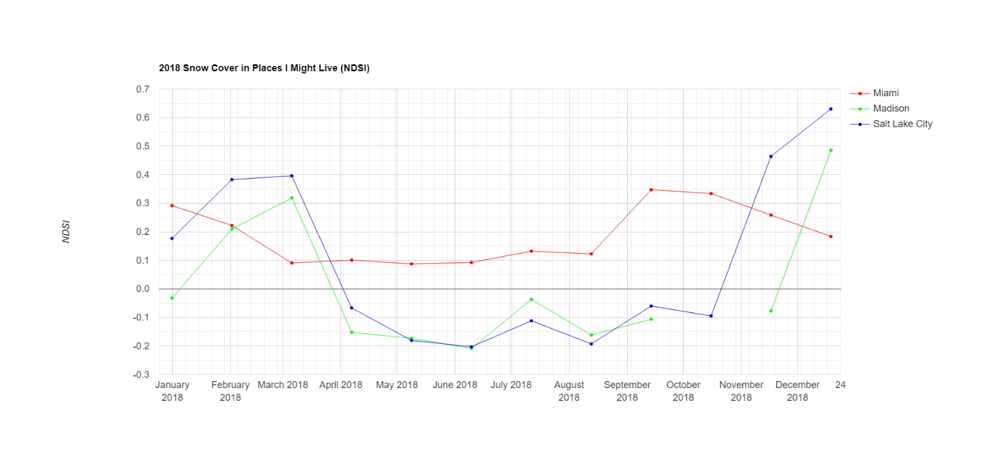 2018 Snow Cover in Places I Might Live (NDSI)
0.7
0.6
0.5
0.4
0.3
0.2
0.1
0.0
-0.1
-0.2
-0.3
NDSI
January
2018
February
2018
March 2018
April 2018
May 2018
June 2018
July 2018
August
2018
September
2018
October
2018
November
2018
December
2018
24
Miami
Madison
Salt Lake City